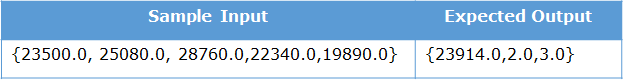 Sample Input Expected Output
{23500.0, 25080.0, 28760.0,22340.0,19890.0} {23914.0,2.0,3.0}